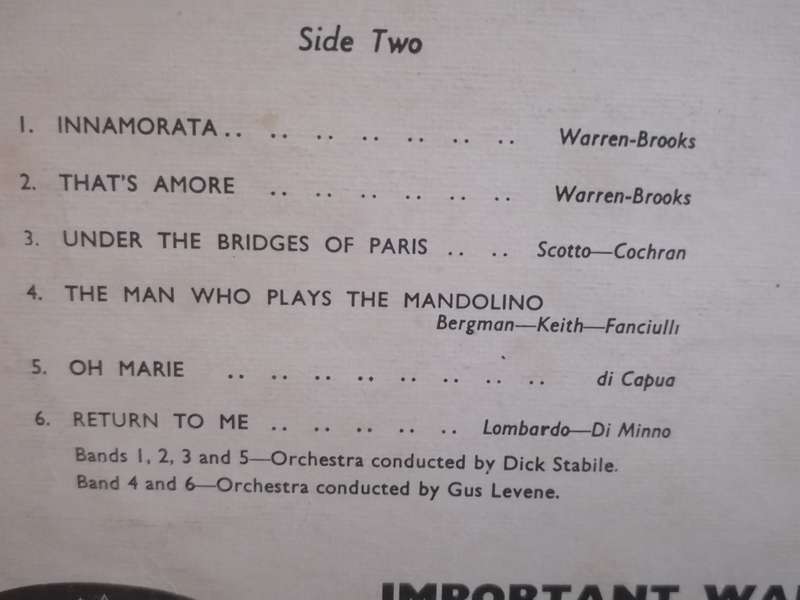 Side Two
1. INNAMORATA .. .. .. .. .. .. .. Warren-Brooks
2. THAT'S AMORE .. .. .. .. .. .. Warren-Brooks
3. UNDER THE BRIDGES OF PARIS .. .. Scotto—Cochran
4. THE MAN WHO PLAYS THE MANDOLINO
Bergman—Keith—Fanciulli
5. OH MARIE .. .. .. .. .. .. .. .. di Capua
6. RETURN TO ME .. .. .. .. .. Lombardo—Di Minno
Bands 1, 2, 3 and 5—Orchestra conducted by Dick Stabile.
Band 4 and 6—Orchestra conducted by Gus Levene.
IMPORTANT